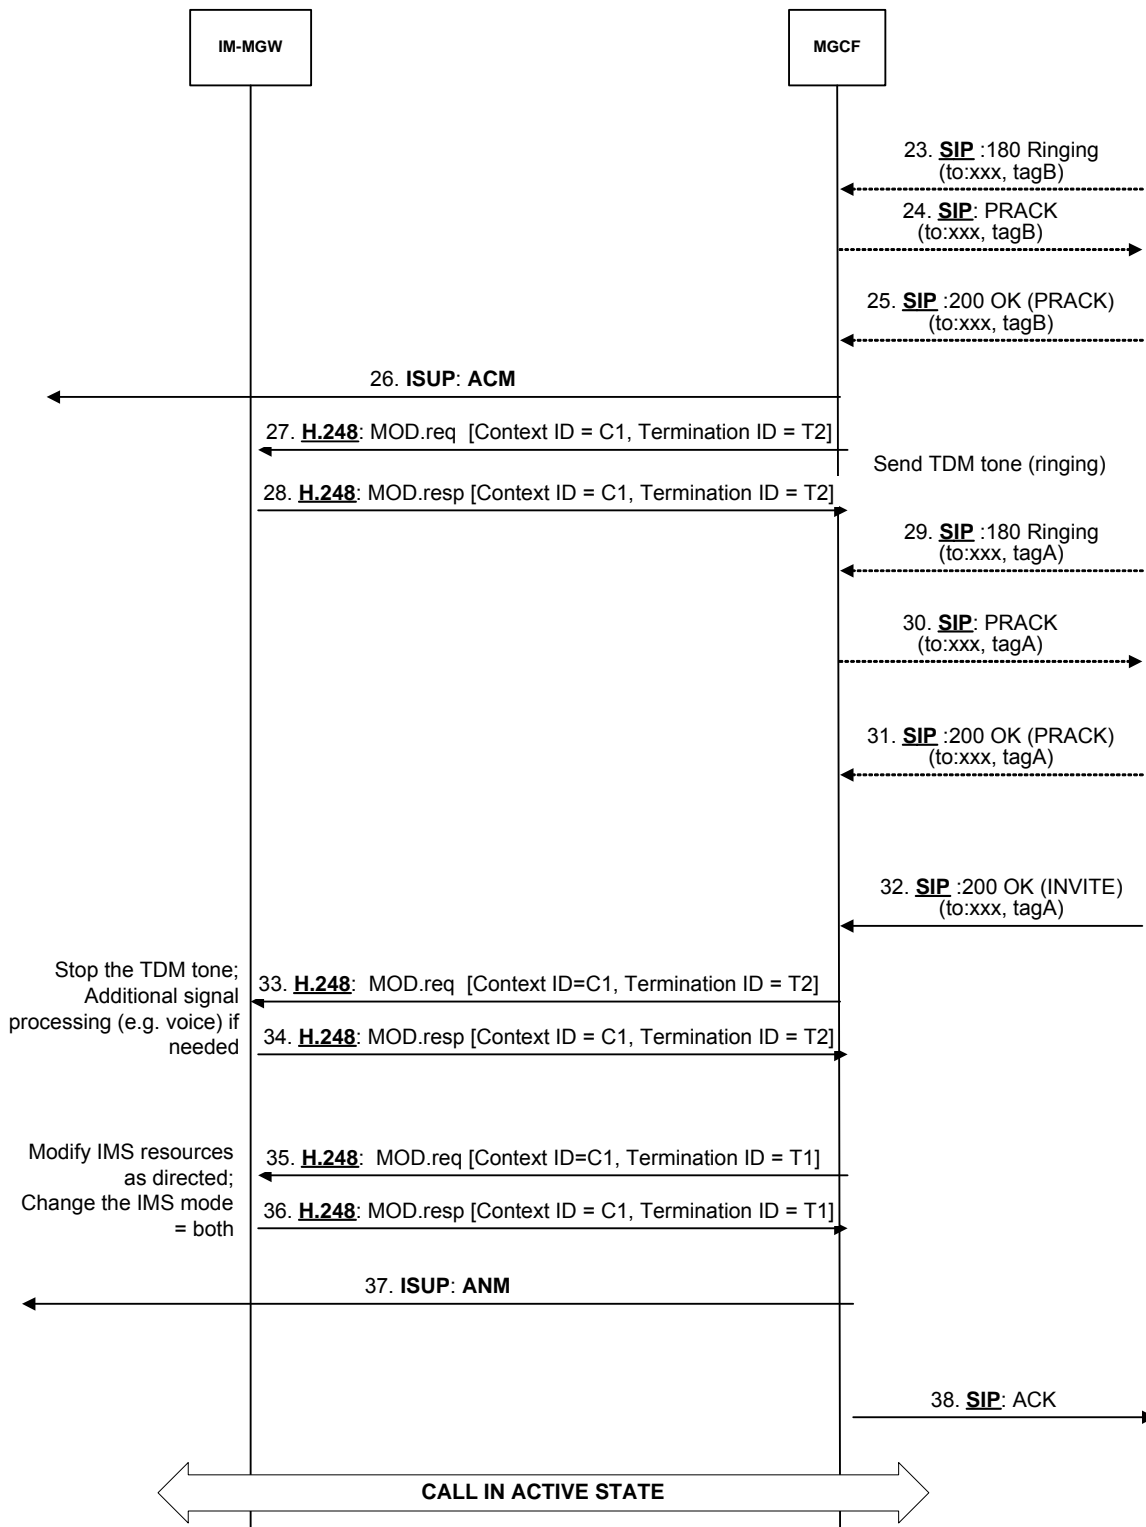 IM-MGW
MGCF
23. SIP :180 Ringing
(to:xxx, tagB)
24. SIP: PRACK
(to:xxx, tagB)
25. SIP :200 OK (PRACK)
(to:xxx, tagB)
26. ISUP: ACM
27. H.248: MOD.req [Context ID = C1, Termination ID = T2]
Send TDM tone (ringing)
28. H.248: MOD.resp [Context ID = C1, Termination ID = T2]
29. SIP :180 Ringing
(to:xxx, tagA)
30. SIP: PRACK
(to:xxx, tagA)
31. SIP :200 OK (PRACK)
(to:xxx, tagA)
32. SIP :200 OK (INVITE)
(to:xxx, tagA)
Stop the TDM tone;
Additional signal
processing (e.g. voice) if
needed
33. H.248: MOD.req [Context ID=C1, Termination ID = T2]
34. H.248: MOD.resp [Context ID = C1, Termination ID = T2]
Modify IMS resources
as directed;
Change the IMS mode
= both
35. H.248: MOD.req [Context ID=C1, Termination ID = T1]
36. H.248: MOD.resp [Context ID = C1, Termination ID = T1]
37. ISUP: ANM
38. SIP: ACK
CALL IN ACTIVE STATE